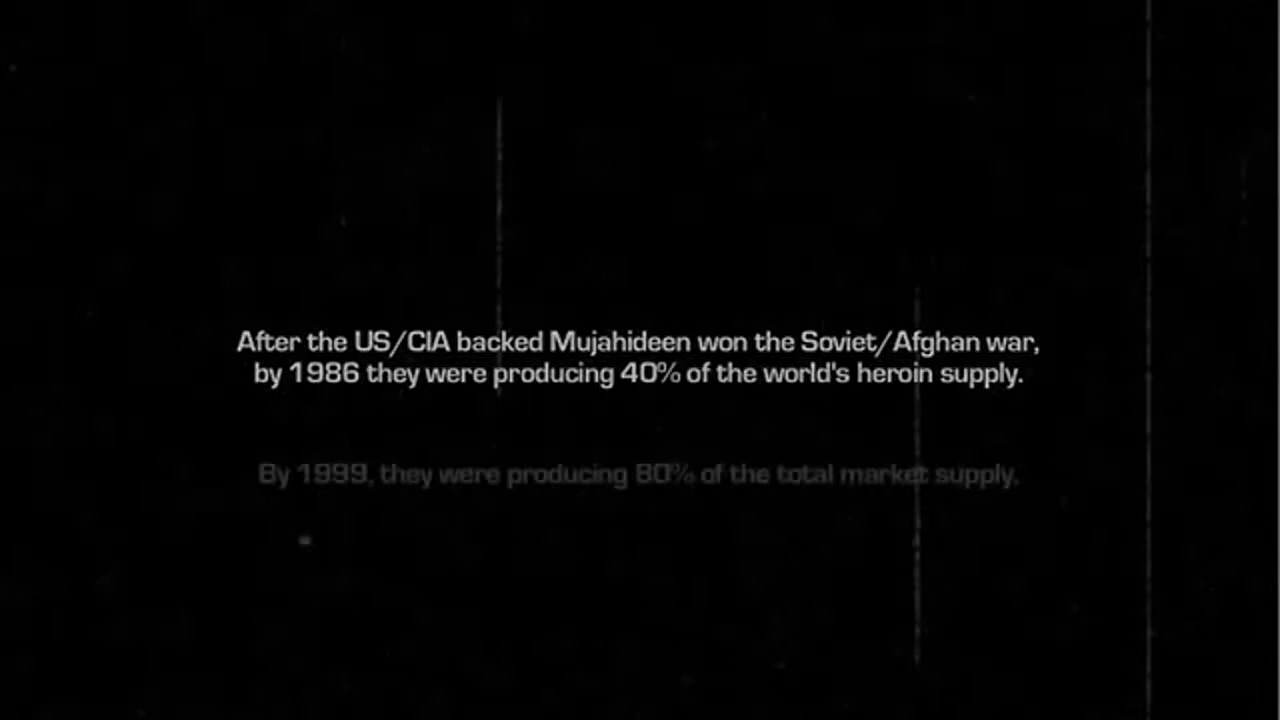 After the US/CIA backed Mujahideen won the Soviet/Afghan war,
by 1986 they were producing 40% of the world's heroin supply.
By 1999, they were producing 80% of the total market supply.